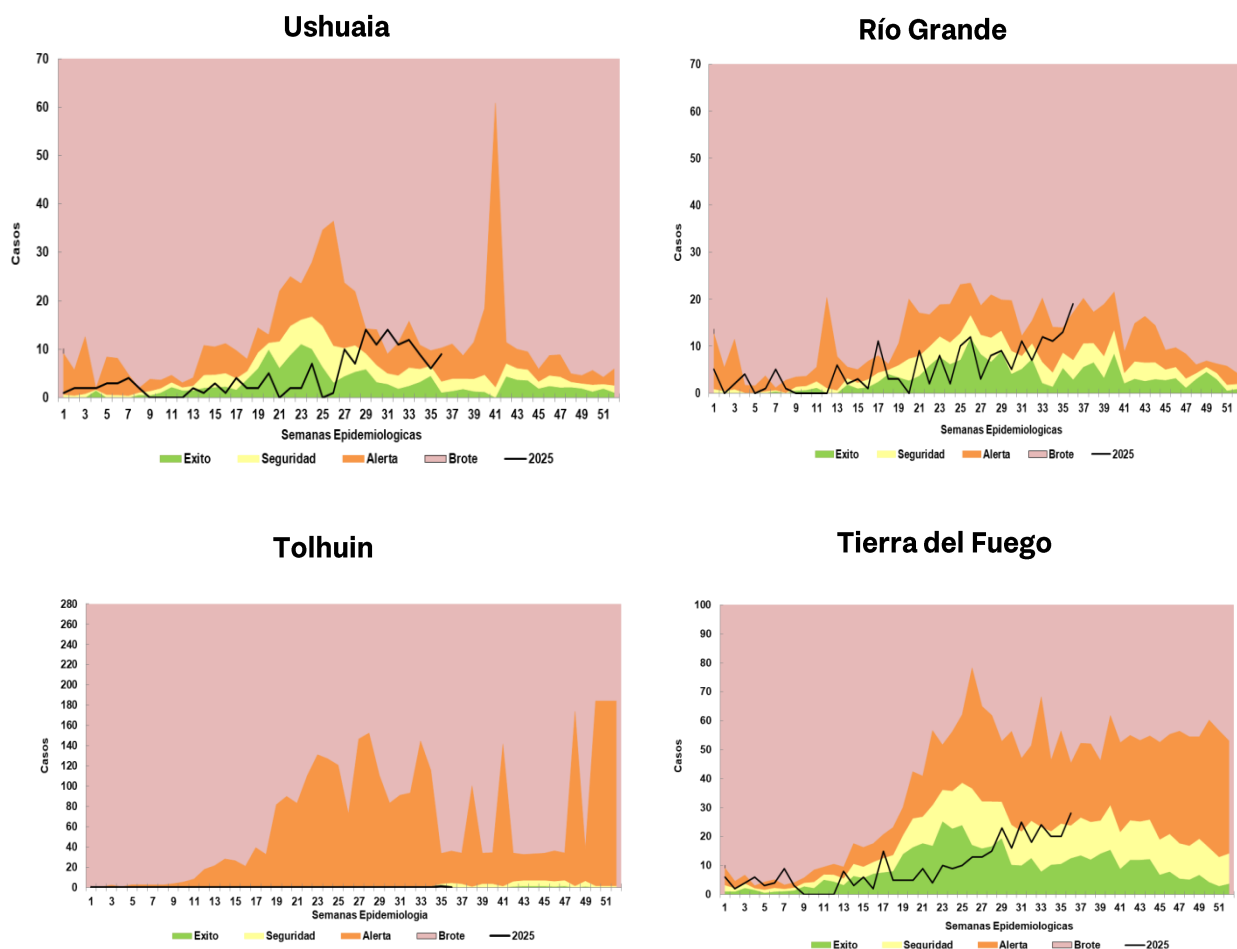 Ushuaia
70
60
50
40
30
20
10
0
Casos
1 3 5 7 9 11 13 15 17 19 21 23 25 27 29 31 33 35 37 39 41 43 45 47 49 51
Semanas Epidemiologicas
Exito Seguridad Alerta Brote 2025
Río Grande
70
60
50
40
30
20
10
0
Casos
1 3 5 7 9 11 13 15 17 19 21 23 25 27 29 31 33 35 37 39 41 43 45 47 49 51
Semanas Epidemiologicas
Exito Seguridad Alerta Brote 2025
Tolhuin
280
260
240
220
200
180
160
140
120
100
80
60
40
20
0
Casos
1 3 5 7 9 11 13 15 17 19 21 23 25 27 29 31 33 35 37 39 41 43 45 47 49 51
Semanas Epidemiologia
Exito Seguridad Alerta Brote 2025
Tierra del Fuego
100
90
80
70
60
50
40
30
20
10
0
Casos
1 3 5 7 9 11 13 15 17 19 21 23 25 27 29 31 33 35 37 39 41 43 45 47 49 51
Semanas Epidemiologicas
Exito Seguridad Alerta Brote 2025